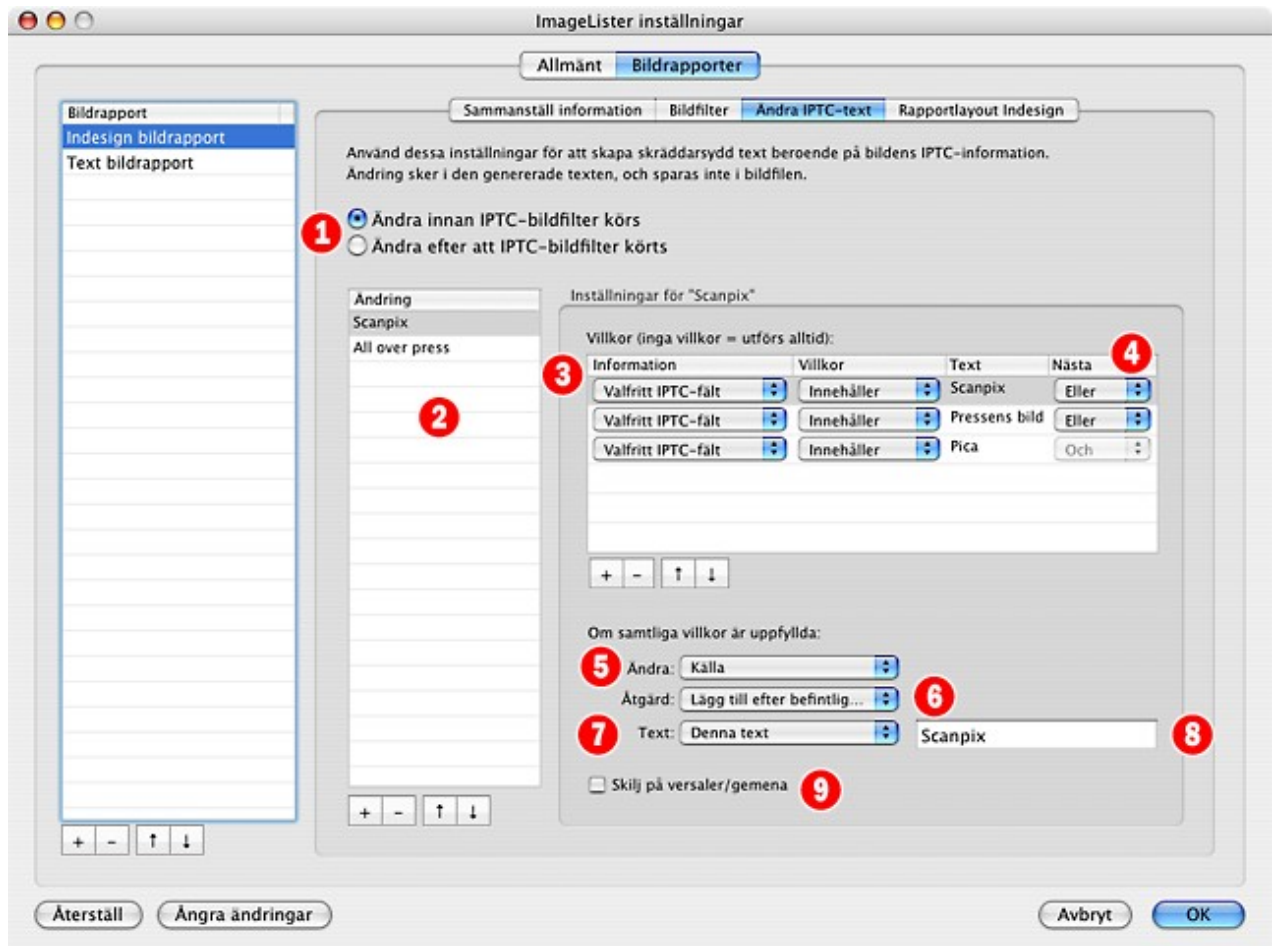 ImageLister inställningar
Allmänt Bildrapporter
Bildrapport
Indesign bildrapport
Text bildrapport
Sammanställ information Bildfilter Ändra IPTC-text Rapportlayout Indesign
Använd dessa inställningar för att skapa skräddarsydd text beroende på bildens IPTC-information.
Ändring sker i den genererade texten, och sparas inte i bildfilen.
1
Ändra innan IPTC-bildfilter körs
Ändra efter att IPTC-bildfilter körts
Ändring
Scanpix
All over press
2
Inställningar för "Scanpix"
Villkor (inga villkor = utförs alltid):
3 4
Information Villkor Text Nästa
Valfritt IPTC-fält Innehåller Scanpix Eller
Valfritt IPTC-fält Innehåller Pressens bild Eller
Valfritt IPTC-fält Innehåller Pica Och
+ - ↑ ↓
Om samtliga villkor är uppfyllda:
5 Ändra: Källa
Åtgärd: Lägg till efter befintlig... 6
7 Text: Denna text Scanpix 8
Skilj på versaler/gemena 9
+ - ↑ ↓
+ - ↑ ↓
Återställ Ångra ändringar Avbryt OK